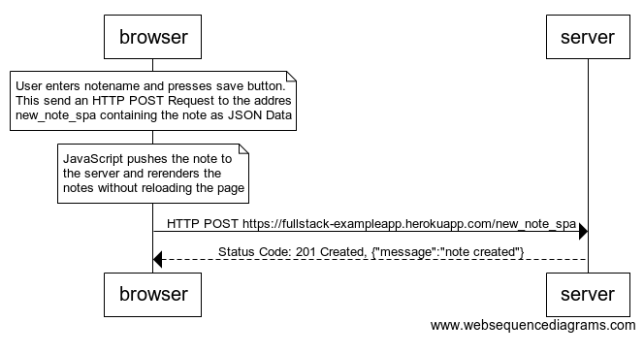 browser
server
User enters notename and presses save button.
This send an HTTP POST Request to the addres
new_note_spa containing the note as JSON Data
JavaScript pushes the note to
the server and rerenders the
notes without reloading the page
HTTP POST https://fullstack-exampleapp.herokuapp.com/new_note_spa
Status Code: 201 Created, {"message":"note created"}
browser
server
www.websequencediagrams.com